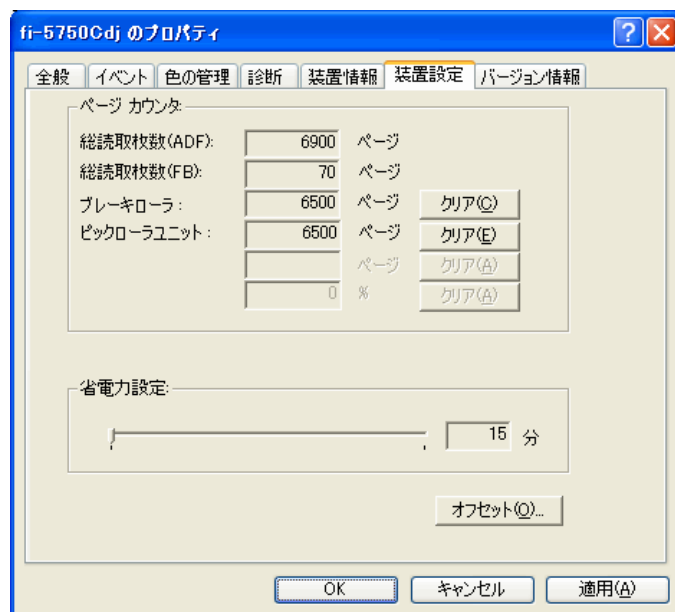 fi-5750Cdj のプロパティ
全般 イベント 色の管理 診断 装置情報 装置設定 バージョン情報
ページ カウンタ:
総読取枚数(ADF): 6900 ページ
総読取枚数(FB): 70 ページ
ブレーキローラ: 6500 ページ クリア(C)
ピックローラユニット: 6500 ページ クリア(E)
ページ クリア(A)
0 % クリア(A)
省電力設定:
15 分
オフセット(O)...
OK キャンセル 適用(A)